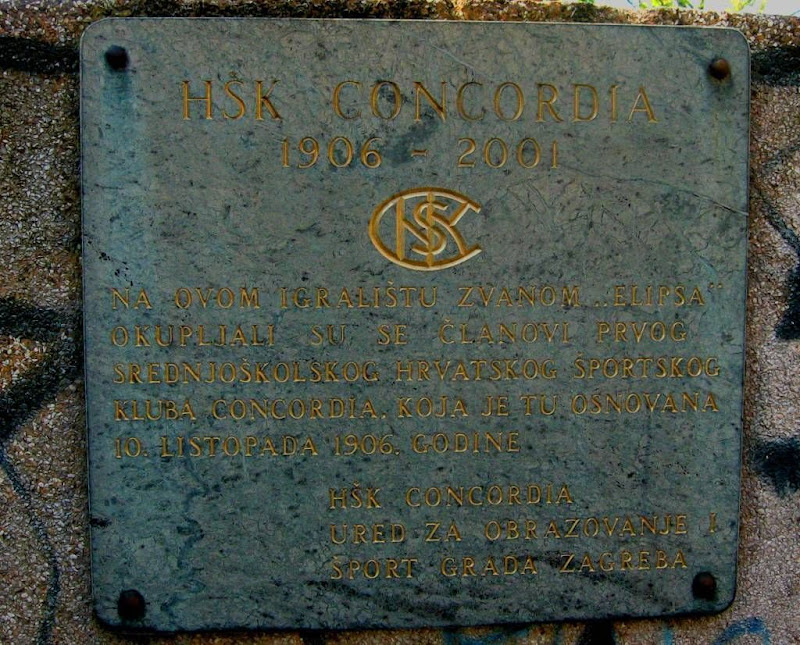 HŠK CONCORDIA
1906 - 2001
HŠK
NA OVOM IGRALIŠTU ZVANOM „ELIPSA“
OKUPLJALI SU SE ČLANOVI PRVOG
SREDNJOŠKOLSKOG HRVATSKOG ŠPORTSKOG
KLUBA CONCORDIA, KOJA JE TU OSNOVANA
10. LISTOPADA 1906. GODINE
HŠK CONCORDIA
URED ZA OBRAZOVANJE I
ŠPORT GRADA ZAGREBA